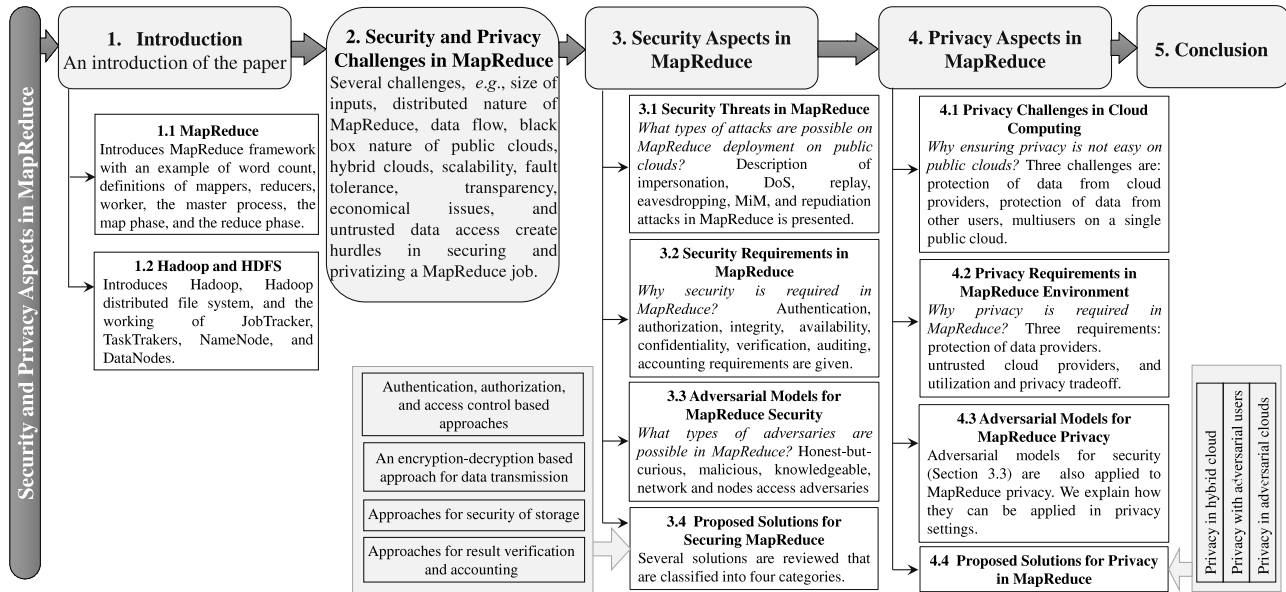 Security and Privacy Aspects in MapReduce
1. Introduction
An introduction of the paper
1.1 MapReduce
Introduces MapReduce framework
with an example of word count,
definitions of mappers, reducers,
worker, the master process, the
map phase, and the reduce phase.
1.2 Hadoop and HDFS
Introduces Hadoop, Hadoop
distributed file system, and the
working of JobTracker,
TaskTrakers, NameNode, and
DataNodes.
2. Security and Privacy
Challenges in MapReduce
Several challenges, e.g., size of
inputs, distributed nature of
MapReduce, data flow, black
box nature of public clouds,
hybrid clouds, scalability, fault
tolerance, transparency,
economical issues, and
untrusted data access create
hurdles in securing and
privatizing a MapReduce job.
3. Security Aspects in
MapReduce
3.1 Security Threats in MapReduce
What types of attacks are possible on
MapReduce deployment on public
clouds? Description of
impersonation, DoS, replay,
eavesdropping, MiM, and repudiation
attacks in MapReduce is presented.
3.2 Security Requirements in
MapReduce
Why security is required in
MapReduce? Authentication,
authorization, integrity, availability,
confidentiality, verification, auditing,
accounting requirements are given.
3.3 Adversarial Models for
MapReduce Security
What types of adversaries are
possible in MapReduce? Honest-but-
curious, malicious, knowledgeable,
network and nodes access adversaries
3.4 Proposed Solutions for
Securing MapReduce
Several solutions are reviewed that
are classified into four categories.
Authentication, authorization,
and access control based
approaches
An encryption-decryption based
approach for data transmission
Approaches for security of storage
Approaches for result verification
and accounting
4. Privacy Aspects in
MapReduce
4.1 Privacy Challenges in Cloud
Computing
Why ensuring privacy is not easy on
public clouds? Three challenges are:
protection of data from cloud
providers, protection of data from
other users, multiusers on a single
public cloud.
4.2 Privacy Requirements in
MapReduce Environment
Why privacy is required in
MapReduce? Three requirements:
protection of data providers.
untrusted cloud providers, and
utilization and privacy tradeoff.
4.3 Adversarial Models for
MapReduce Privacy
Adversarial models for security
(Section 3.3) are also applied to
MapReduce privacy. We explain how
they can be applied in privacy
settings.
4.4 Proposed Solutions for Privacy
in MapReduce
Privacy in hybrid cloud
Privacy with adversarial users
Privacy in adversarial clouds
5. Conclusion